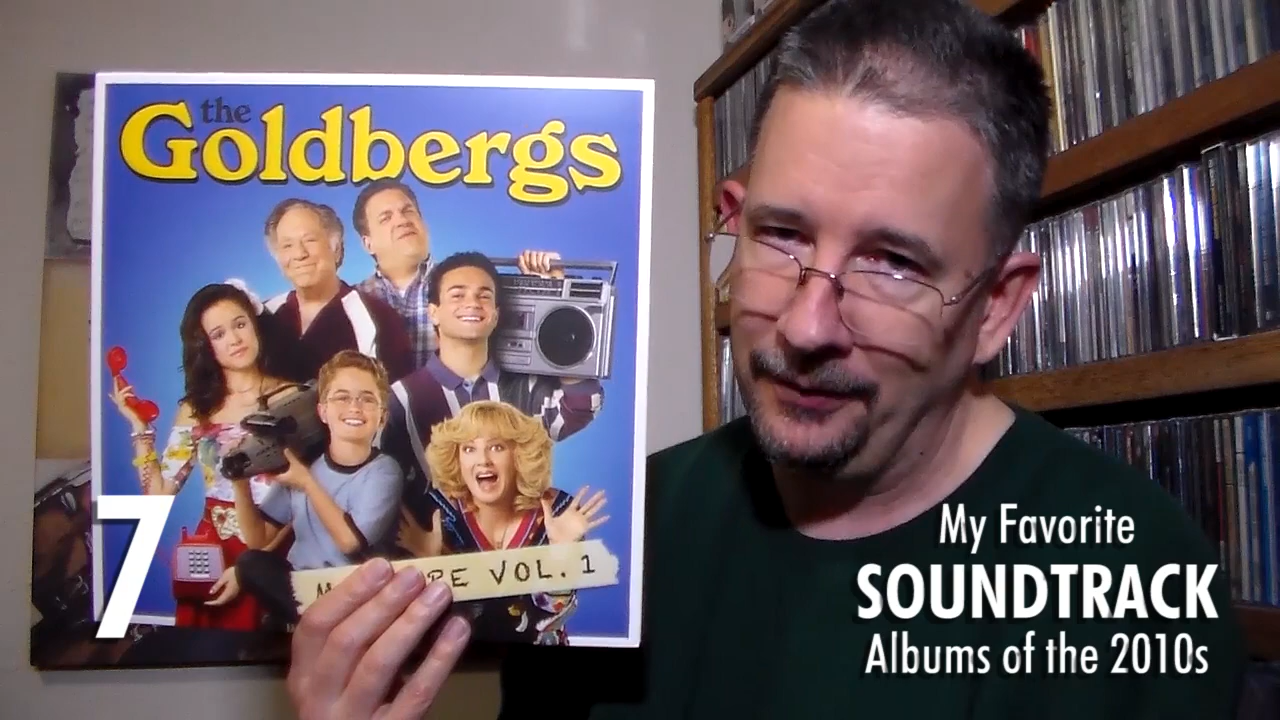 the
Goldbergs
VOL. 1
7
My Favorite
SOUNDTRACK
Albums of the 2010s